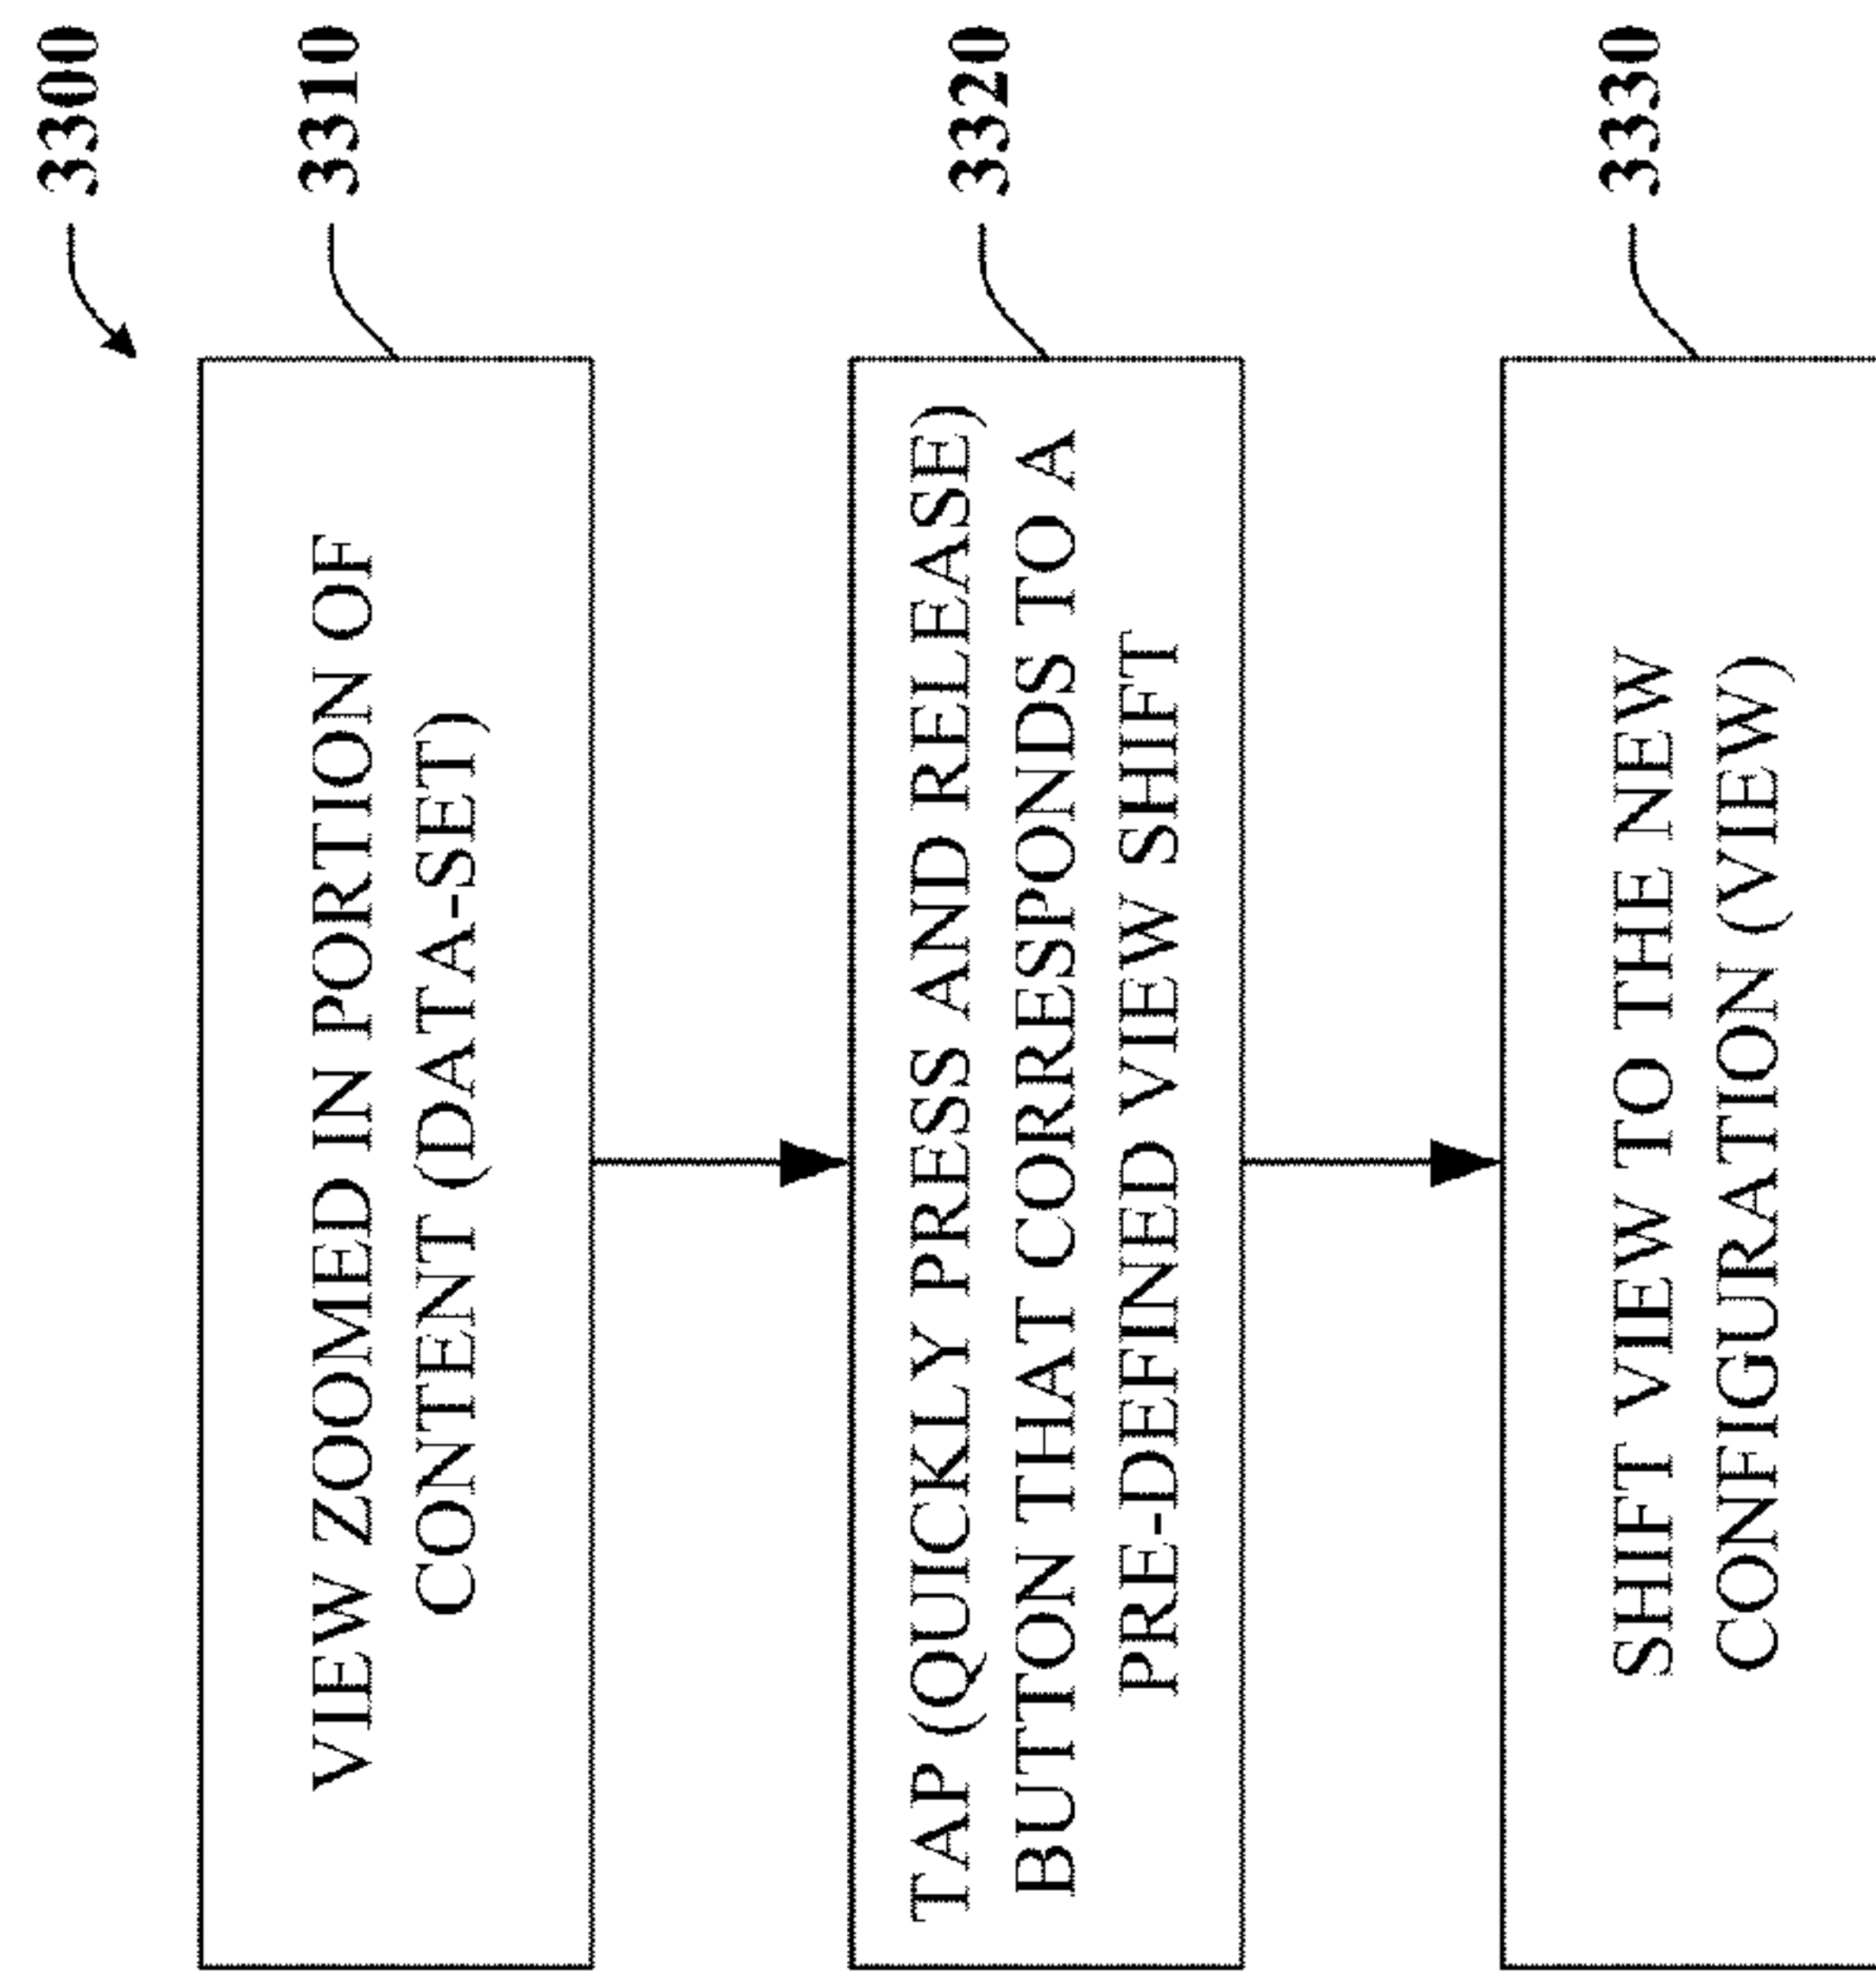 3300
3310
VIEW ZOOMED IN PORTION OF
CONTENT (DATA-SET)
3320
TAP (QUICKLY PRESS AND RELEASE)
BUTTON THAT CORRESPONDS TO A
PRE-DEFINED VIEW SHIFT
3330
SHIFT VIEW TO THE NEW
CONFIGURATION (VIEW)